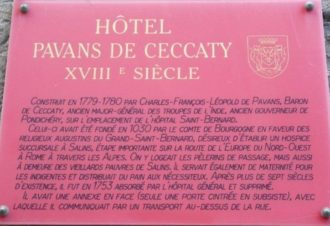 HÔTEL
PAVANS DE CECCATY
XVIII E SIÈCLE
CONSTRUIT EN 1779-1780 PAR CHARLES-FRANÇOIS-LÉOPOLD DE PAVANS, BARON
DE CECCATY, ANCIEN MAJOR-GÉNÉRAL DES TROUPES DE L'INDE, ANCIEN GOUVERNEUR DE
PONDICHÉRY, SUR L'EMPLACEMENT DE L'HÔPITAL SAINT-BERNARD.
CELUI-CI AVAIT ÉTÉ FONDÉ EN 1030 PAR LE COMTE DE BOURGOGNE EN FAVEUR DES
RELIGIEUX AUGUSTINS DU GRAND-SAINT-BERNARD, DÉSIREUX D'ÉTABLIR UN HOSPICE
SUCCURSALE À SALINS, ÉTAPE IMPORTANTE SUR LA ROUTE DE L'EUROPE DU NORD-OUEST
À ROME À TRAVERS LES ALPES. ON Y LOGEAIT LES PÈLERINS DE PASSAGE, MAIS AUSSI
À DEMEURE DES VIEILLARDS PAUVRES DE SALINS. IL SERVAIT ÉGALEMENT DE MATERNITÉ POUR
LES INDIGENTES ET DISTRIBUAIT DU PAIN AUX NÉCESSITEUX. APRÈS PLUS DE SEPT SIÈCLES
D'EXISTENCE, IL FUT EN 1753 ABSORBÉ PAR L'HÔPITAL GÉNÉRAL ET SUPPRIMÉ.
IL AVAIT UNE ANNEXE EN FACE (SEULE UNE PORTE CINTRÉE EN SUBSISTE), AVEC
LAQUELLE IL COMMUNIQUAIT PAR UN TRANSPORT AU-DESSUS DE LA RUE.